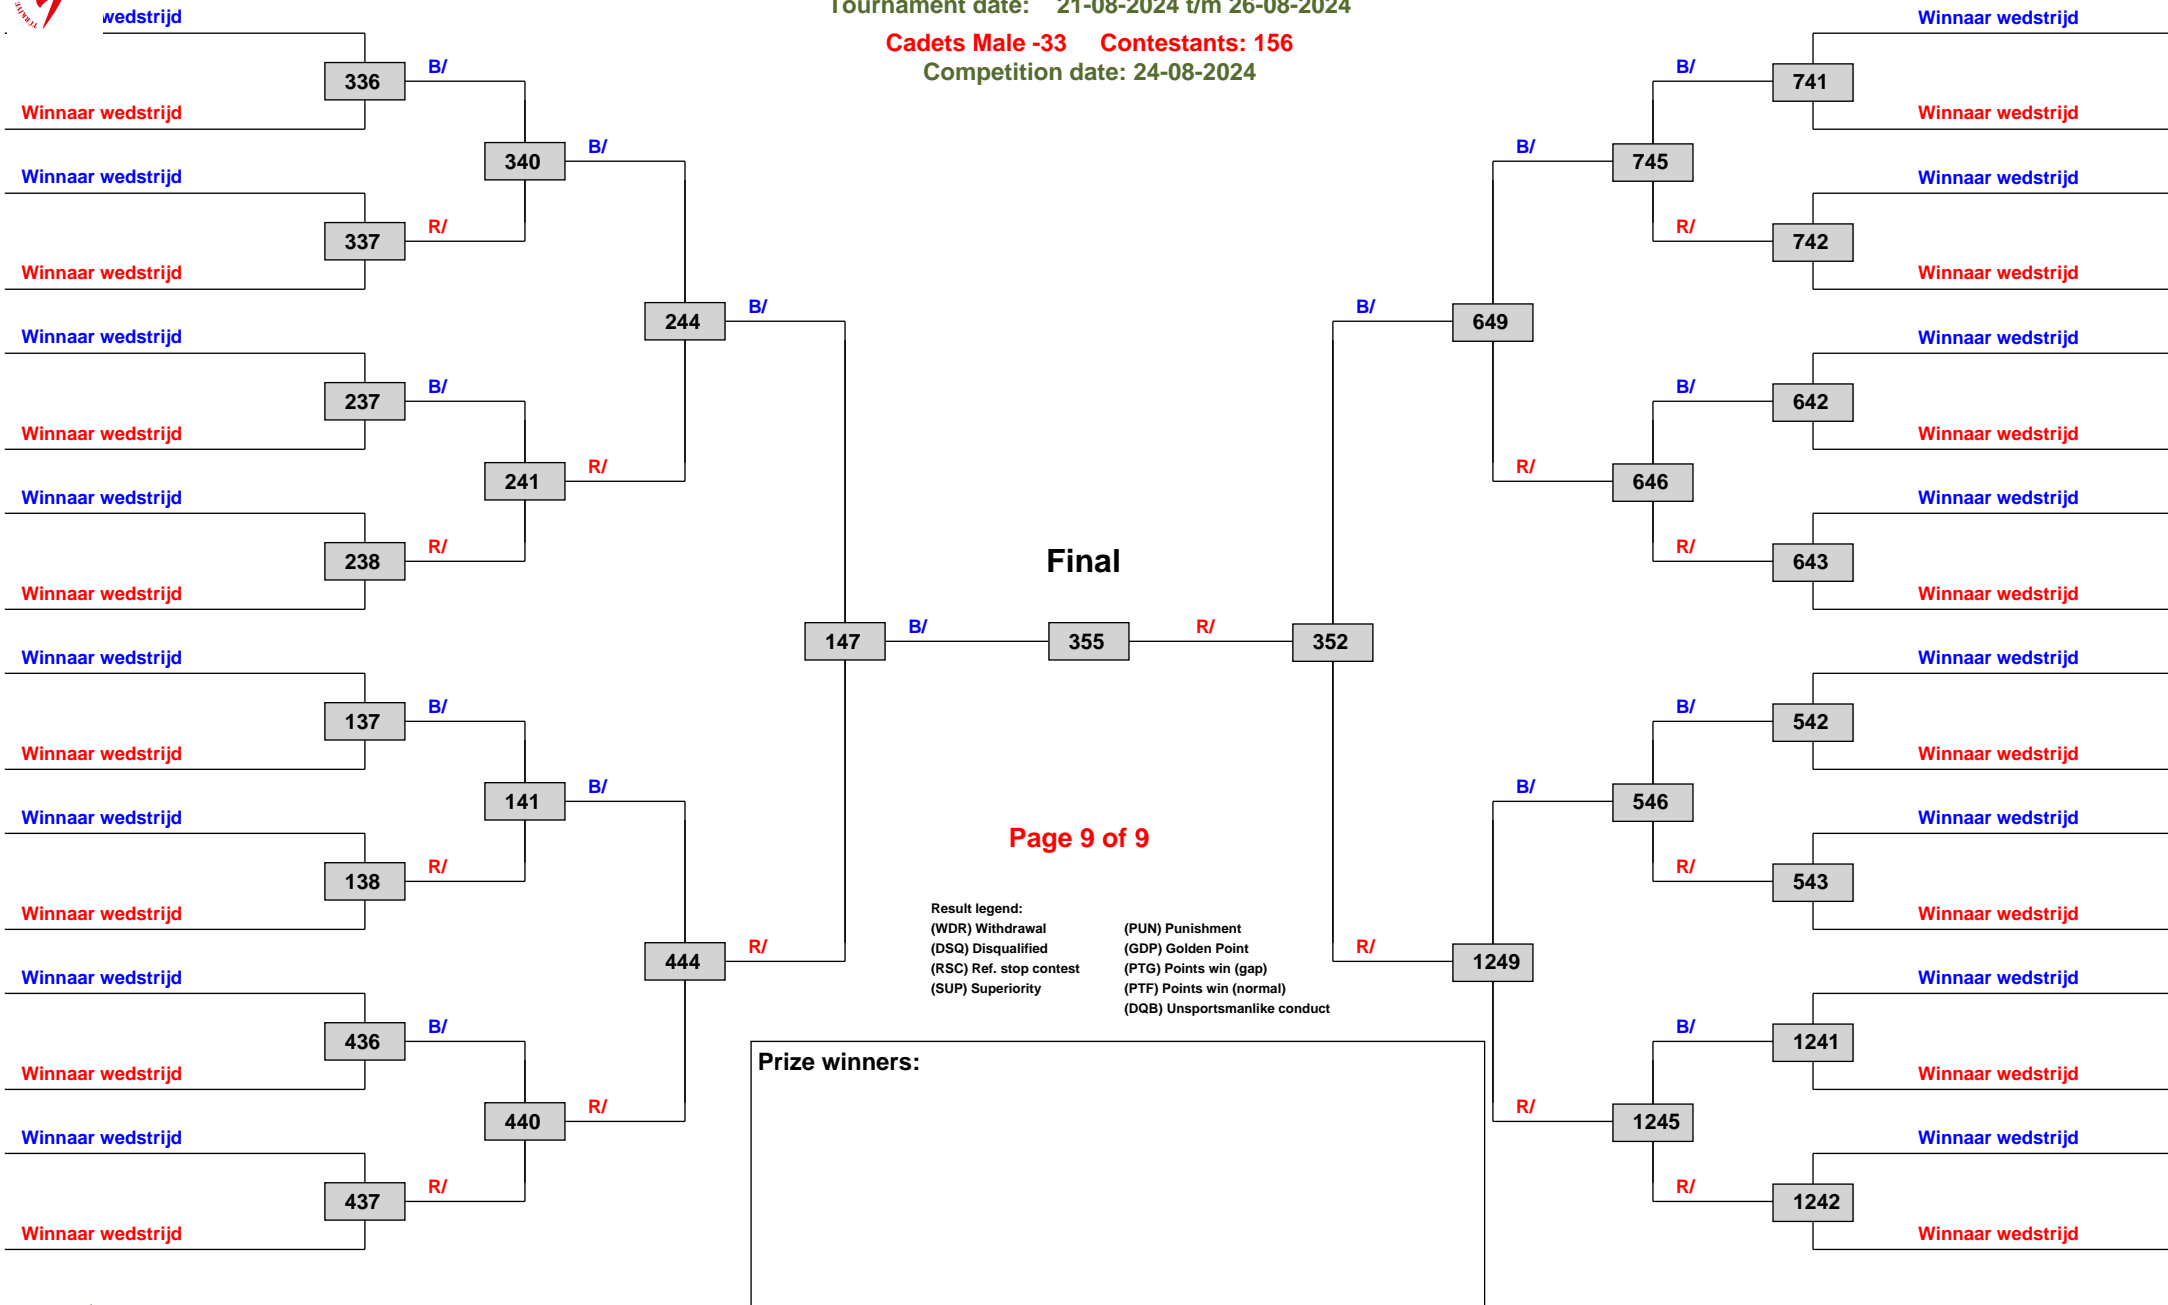 TÜRKİYE
wedstrijd
Tournament date: 21-08-2024 t/m 26-08-2024
Winnaar wedstrijd
Cadets Male -33 Contestants: 156
Competition date: 24-08-2024
336
B/
B/
741
Winnaar wedstrijd
Winnaar wedstrijd
340
B/
B/
745
Winnaar wedstrijd
Winnaar wedstrijd
337
R/
R/
742
Winnaar wedstrijd
Winnaar wedstrijd
244
B/
B/
649
Winnaar wedstrijd
Winnaar wedstrijd
237
B/
B/
642
Winnaar wedstrijd
Winnaar wedstrijd
241
R/
R/
646
Winnaar wedstrijd
Winnaar wedstrijd
238
R/
Final
R/
643
Winnaar wedstrijd
Winnaar wedstrijd
147
B/
355
R/
352
Winnaar wedstrijd
Winnaar wedstrijd
137
B/
B/
542
Winnaar wedstrijd
Winnaar wedstrijd
141
B/
B/
546
Winnaar wedstrijd
Winnaar wedstrijd
Page 9 of 9
138
R/
R/
543
Winnaar wedstrijd
Winnaar wedstrijd
Result legend:
(WDR) Withdrawal (PUN) Punishment
(DSQ) Disqualified (GDP) Golden Point
(RSC) Ref. stop contest (PTG) Points win (gap)
(SUP) Superiority (PTF) Points win (normal)
(DQB) Unsportsmanlike conduct
444
R/
R/
1249
Winnaar wedstrijd
Winnaar wedstrijd
436
B/
B/
1241
Prize winners:
Winnaar wedstrijd
Winnaar wedstrijd
440
R/
R/
1245
Winnaar wedstrijd
Winnaar wedstrijd
437
R/
R/
1242
Winnaar wedstrijd
Winnaar wedstrijd